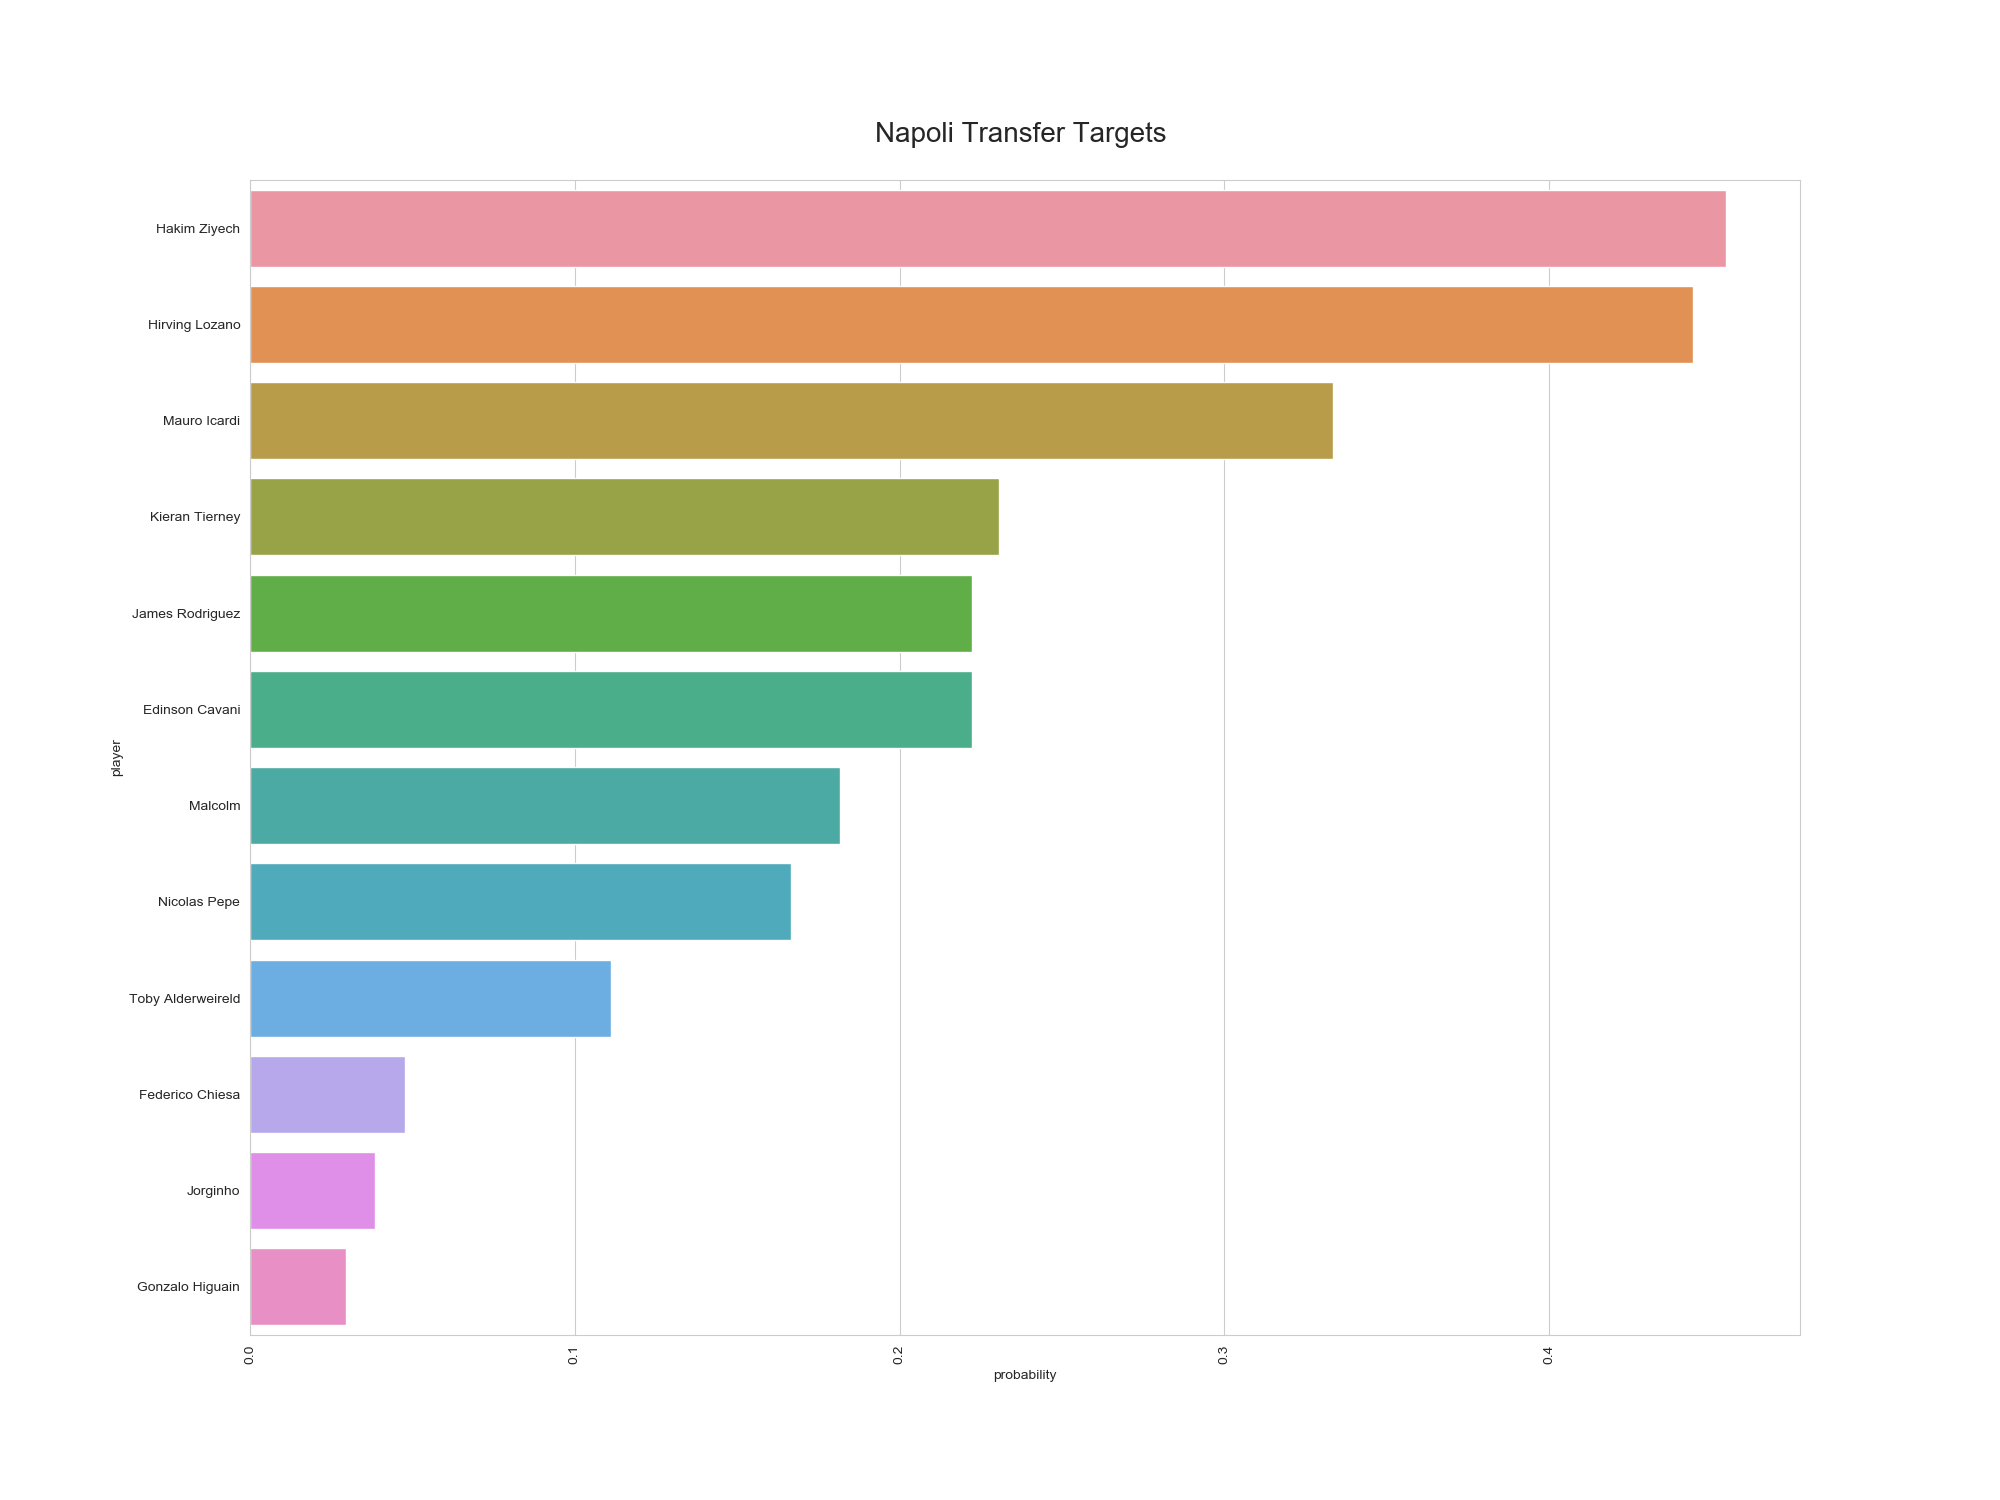 Napoli Transfer Targets
Hakim Ziyech
Hirving Lozano
Mauro Icardi
Kieran Tierney
James Rodriguez
Edinson Cavani
Malcolm
Nicolas Pepe
Toby Alderweireld
Federico Chiesa
Jorginho
Gonzalo Higuain
player
0.0
0.1
0.2
0.3
0.4
probability